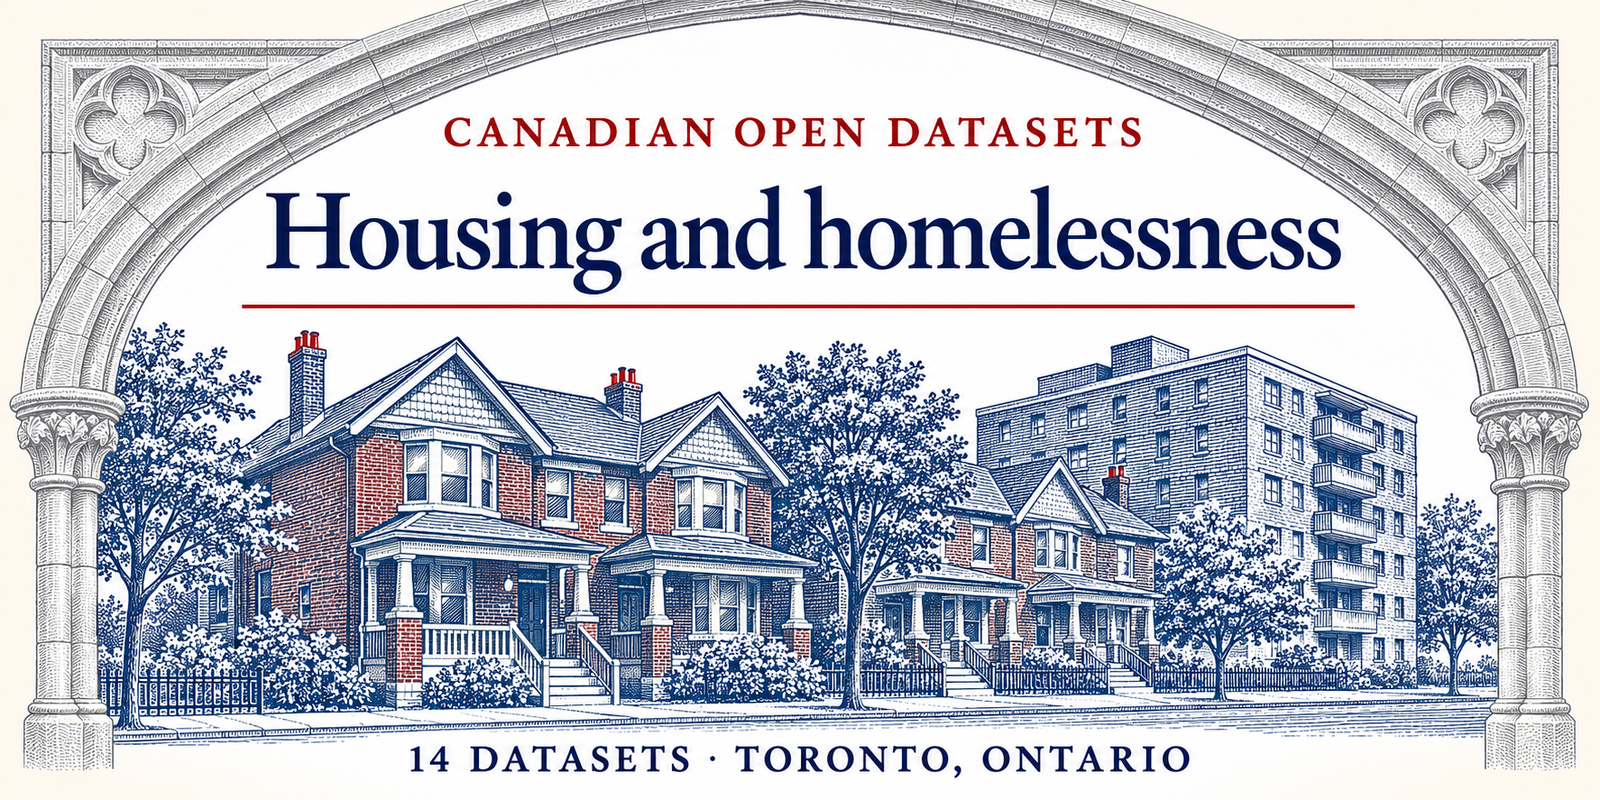 CANADIAN OPEN DATASETS
Housing and homelessness
14 DATASETS · TORONTO, ONTARIO